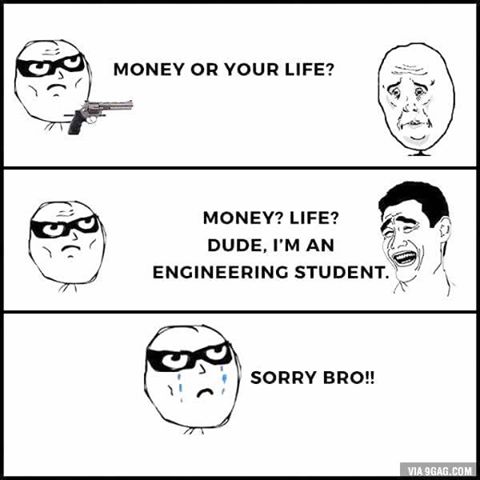 MONEY OR YOUR LIFE?
MONEY? LIFE?
DUDE, I'M AN
ENGINEERING STUDENT.
SORRY BRO!!
VIA 9GAG.COM